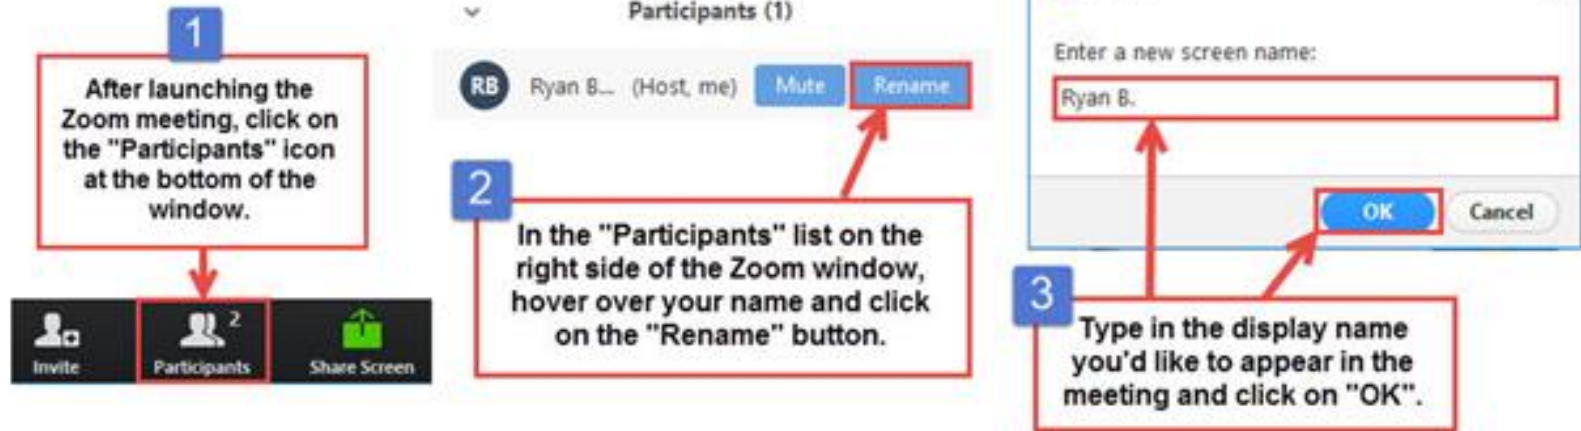 1
After launching the
Zoom meeting, click on
the "Participants" icon
at the bottom of the
window.
Invite
Participants
2
Share Screen
Participants (1)
RB
Ryan B... (Host, me)
Mute
Rename
2
In the "Participants" list on the
right side of the Zoom window,
hover over your name and click
on the "Rename" button.
Enter a new screen name:
Ryan B.
OK
Cancel
3
Type in the display name
you'd like to appear in the
meeting and click on "OK".